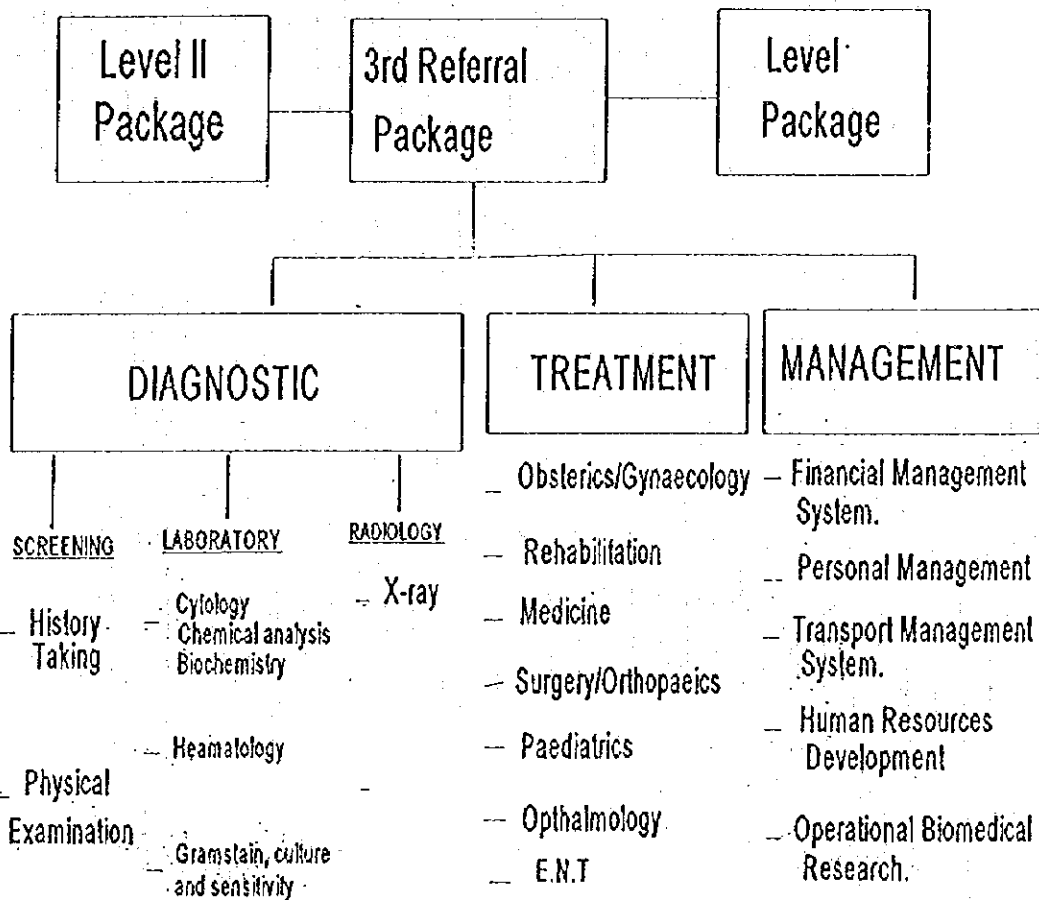 Level II
Package
3rd Referral
Package
Level
Package
DIAGNOSTIC
TREATMENT
MANAGEMENT
SCREENING
History
Taking
Physical
Examination
LABORATORY
Cytology
Chemical analysis
Biochemistry
Heamatology
Gramstain, culture
and sensitivity
RADIOLOGY
X-ray
Obsterics/Gynaecology
Rehabilitation
Medicine
Surgery/Orthopaeics
Paediatrics
Opthalmology
E.N.T
Financial Management
System.
Personal Management
Transport Management
System.
Human Resources
Development
Operational Biomedical
Research.